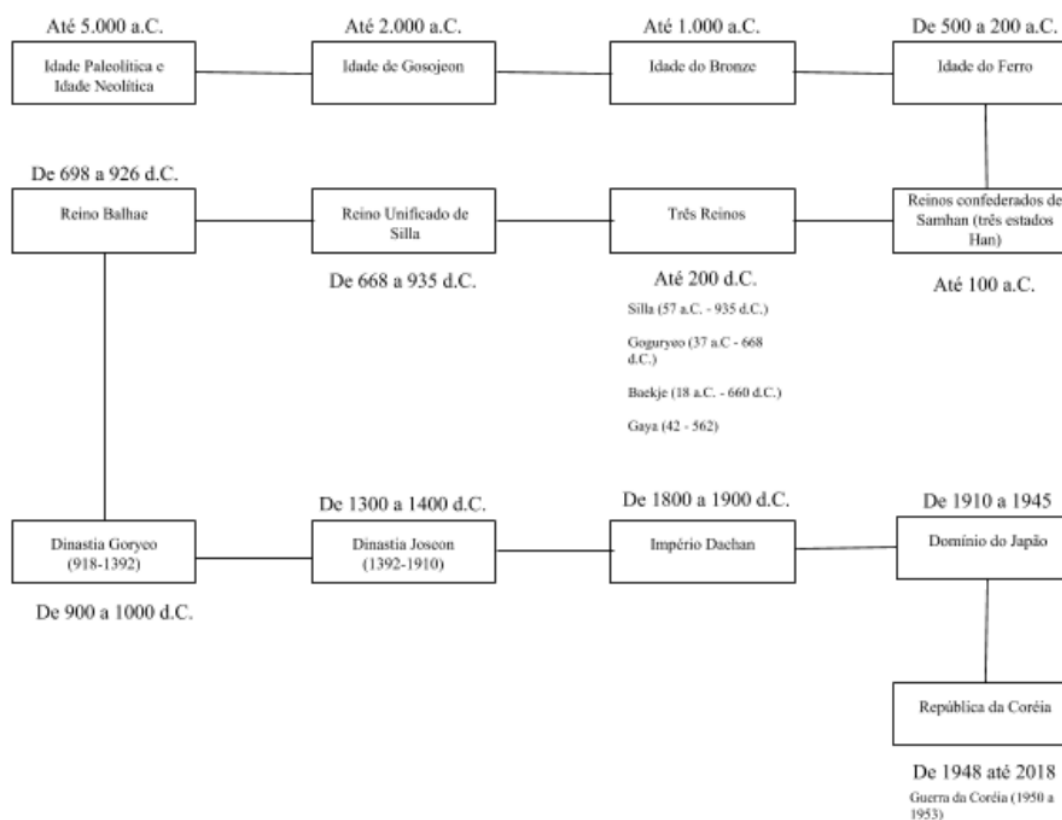 Até 5.000 a.C.
Idade Paleolítica e
Idade Neolítica
Até 2.000 a.C.
Idade de Gosojeon
Até 1.000 a.C.
Idade do Bronze
De 500 a 200 a.C.
Idade do Ferro
De 698 a 926 d.C.
Reino Balhae
Reino Unificado de
Silla
De 668 a 935 d.C.
Três Reinos
Até 200 d.C.
Silla (57 a.C. - 935 d.C.)
Goguryeo (37 a.C - 668
d.C.)
Baekje (18 a.C. - 660 d.C.)
Gaya (42 - 562)
Reinos confederados de
Samhan (três estados
Han)
Até 100 a.C.
Dinastia Goryeo
(918-1392)
De 900 a 1000 d.C.
De 1300 a 1400 d.C.
Dinastia Joseon
(1392-1910)
De 1800 a 1900 d.C.
Império Daehan
De 1910 a 1945
Domínio do Japão
República da Coréia
De 1948 até 2018
Guerra da Coréia (1950 a
1953)